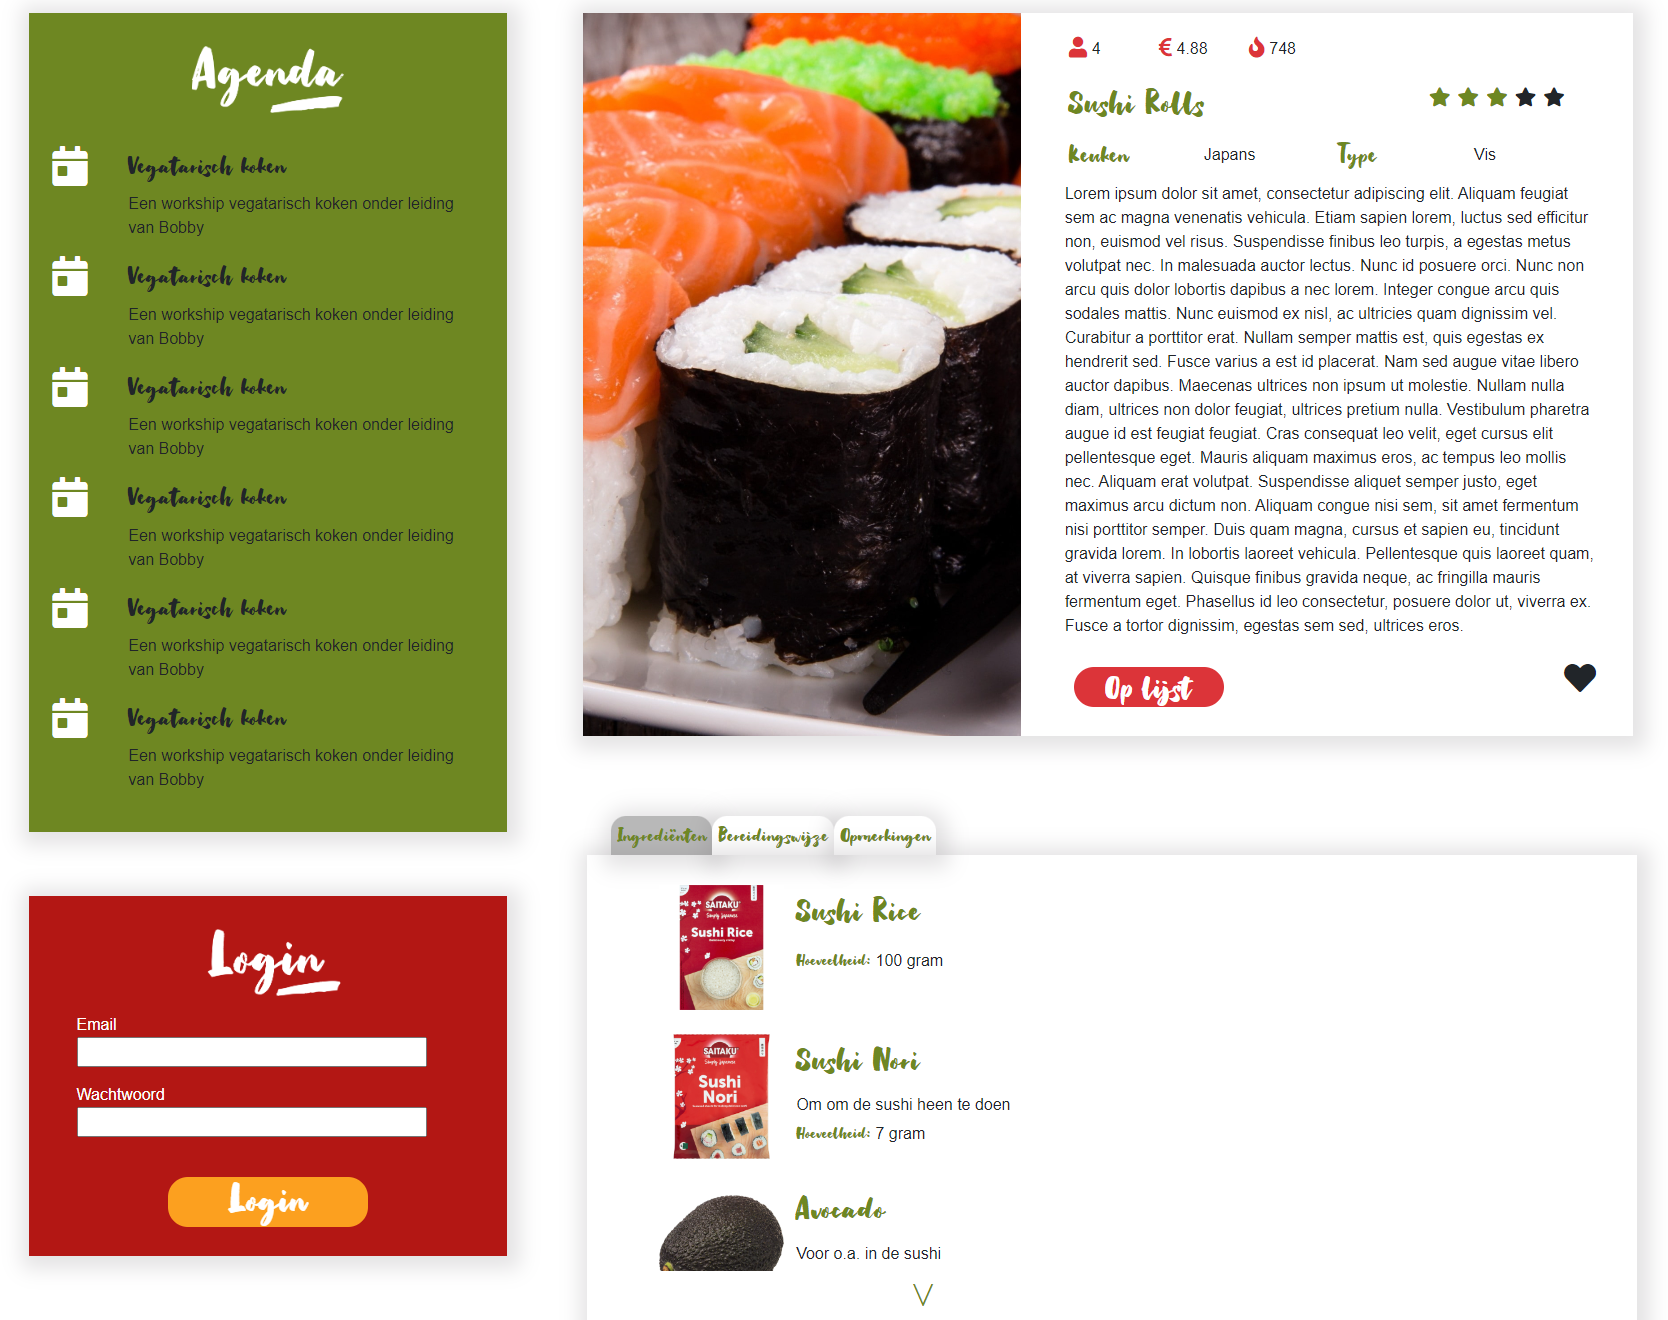 Agenda
Vegatarisch koken
Een workship vegatarisch koken onder leiding
van Bobby
Vegatarisch koken
Een workship vegatarisch koken onder leiding
van Bobby
Vegatarisch koken
Een workship vegatarisch koken onder leiding
van Bobby
Vegatarisch koken
Een workship vegatarisch koken onder leiding
van Bobby
Vegatarisch koken
Een workship vegatarisch koken onder leiding
van Bobby
Vegatarisch koken
Een workship vegatarisch koken onder leiding
van Bobby
Login
Email
Wachtwoord
Login
4 € 4.88 748
Sushi Rolls
Keuken Japans Type Vis
Lorem ipsum dolor sit amet, consectetur adipiscing elit. Aliquam feugiat
sem ac magna venenatis vehicula. Etiam sapien lorem, luctus sed efficitur
non, euismod vel risus. Suspendisse finibus leo turpis, a egestas metus
volutpat nec. In malesuada auctor lectus. Nunc id posuere orci. Nunc non
arcu quis dolor lobortis dapibus a nec lorem. Integer congue arcu quis
sodales mattis. Nunc euismod ex nisl, ac ultricies quam dignissim vel.
Curabitur a porttitor erat. Nullam semper mattis est, quis egestas ex
hendrerit sed. Fusce varius a est id placerat. Nam sed augue vitae libero
auctor dapibus. Maecenas ultrices non ipsum ut molestie. Nullam nulla
diam, ultrices non dolor feugiat, ultrices pretium nulla. Vestibulum pharetra
augue id est feugiat feugiat. Cras consequat leo velit, eget cursus elit
pellentesque eget. Mauris aliquam maximus eros, ac tempus leo mollis
nec. Aliquam erat volutpat. Suspendisse aliquet semper justo, eget
maximus arcu dictum non. Aliquam congue nisi sem, sit amet fermentum
nisi porttitor semper. Duis quam magna, cursus et sapien eu, tincidunt
gravida lorem. In lobortis laoreet vehicula. Pellentesque quis laoreet quam,
at viverra sapien. Quisque finibus gravida neque, ac fringilla mauris
fermentum eget. Phasellus id leo consectetur, posuere dolor ut, viverra ex.
Fusce a tortor dignissim, egestas sem sed, ultrices eros.
Op lijst
Ingrediënten Bereidingswijze Opmerkingen
SAITAKU
Simply Japanese
Sushi Rice
Sushi Rice
Hoeveelheid: 100 gram
SAITAKU
Simply Japanese
Sushi
Nori
Sushi Nori
Om om de sushi heen te doen
Hoeveelheid: 7 gram
Avocado
Voor o.a. in de sushi